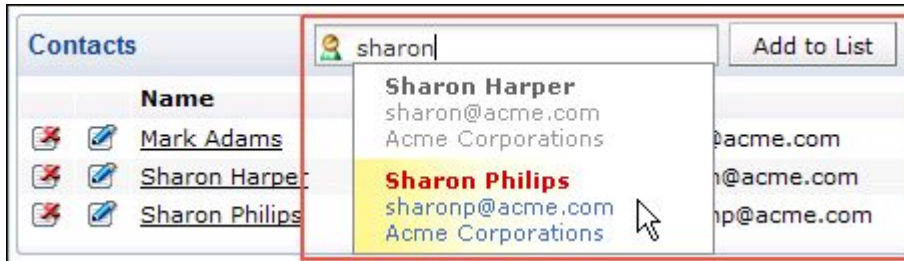 Contacts
sharon
Add to List
Name
Sharon Harper
sharon@acme.com
Acme Corporations
Mark Adams
@acme.com
Sharon Harper
@acme.com
Sharon Philips
sharonp@acme.com
Acme Corporations
Sharon Philips
p@acme.com